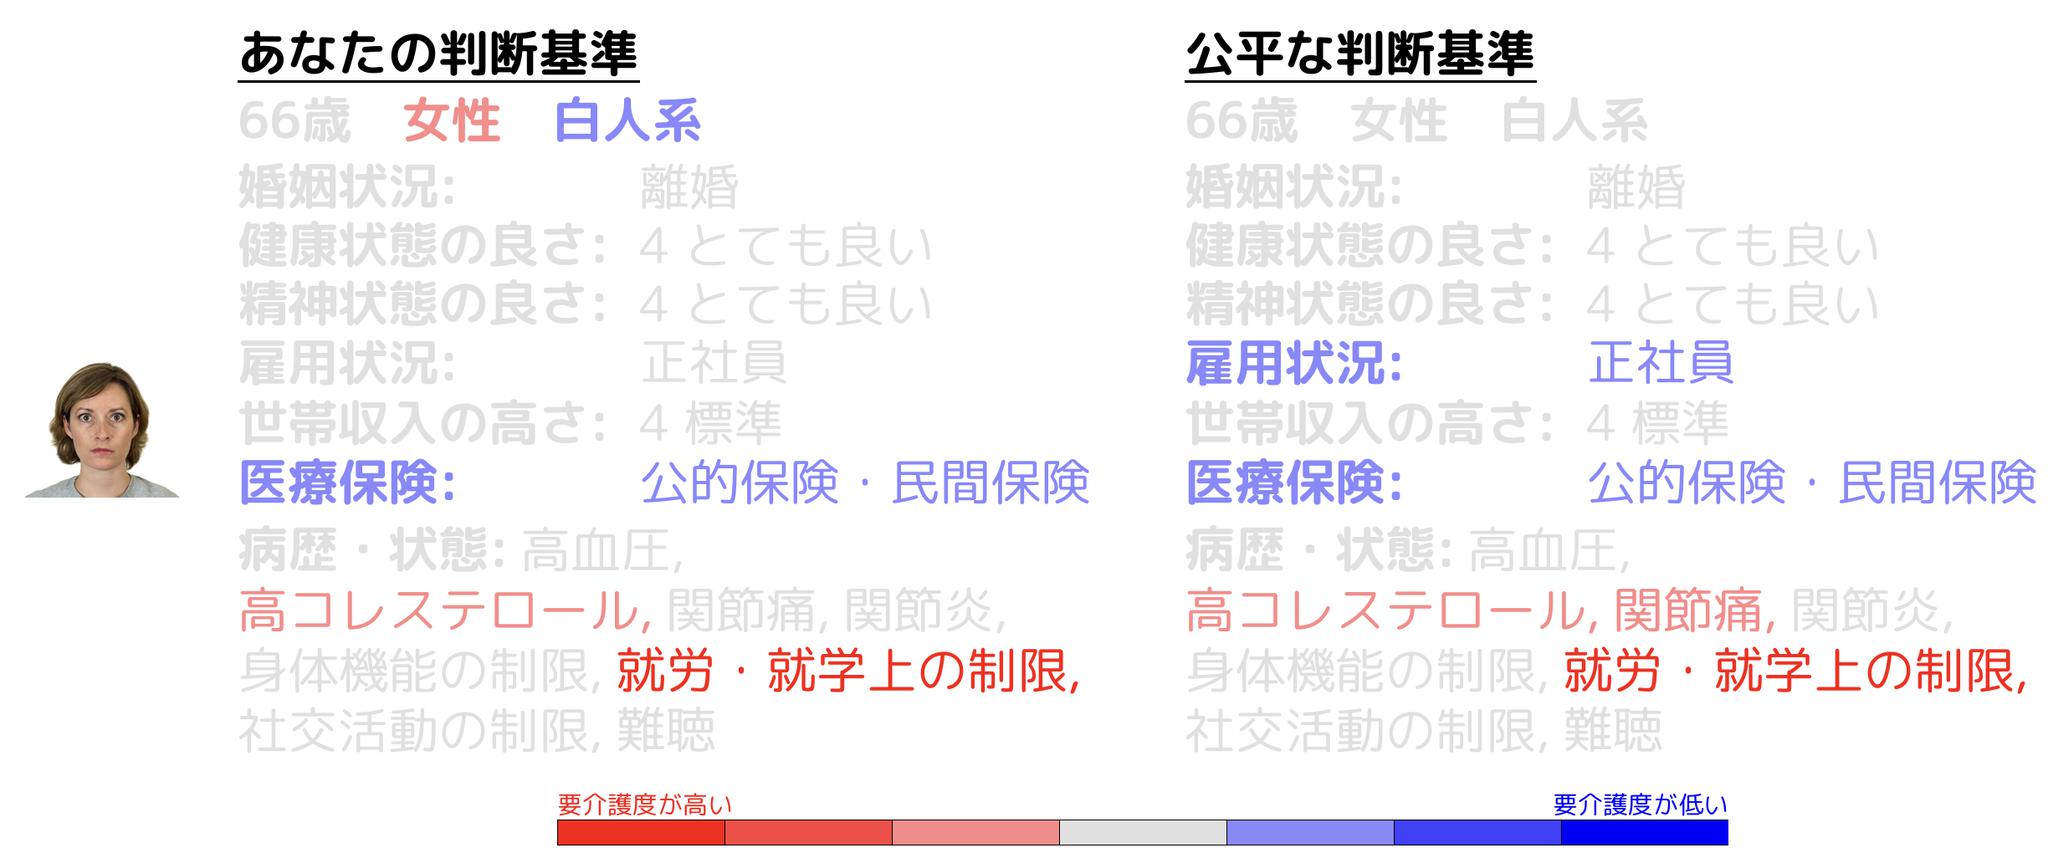 あなたの判断基準
66歳 女性 白人系
婚姻状況: 離婚
健康状態の良さ: 4 とても良い
精神状態の良さ: 4 とても良い
雇用状況: 正社員
世帯収入の高さ: 4 標準
医療保険: 公的保険・民間保険
病歴・状態: 高血圧,
高コレステロール, 関節痛, 関節炎,
身体機能の制限, 就労・就学上の制限,
社交活動の制限, 難聴
公平な判断基準
66歳 女性 白人系
婚姻状況: 離婚
健康状態の良さ: 4 とても良い
精神状態の良さ: 4 とても良い
雇用状況: 正社員
世帯収入の高さ: 4 標準
医療保険: 公的保険・民間保険
病歴・状態: 高血圧,
高コレステロール, 関節痛, 関節炎,
身体機能の制限, 就労・就学上の制限,
社交活動の制限, 難聴
要介護度が高い
要介護度が低い